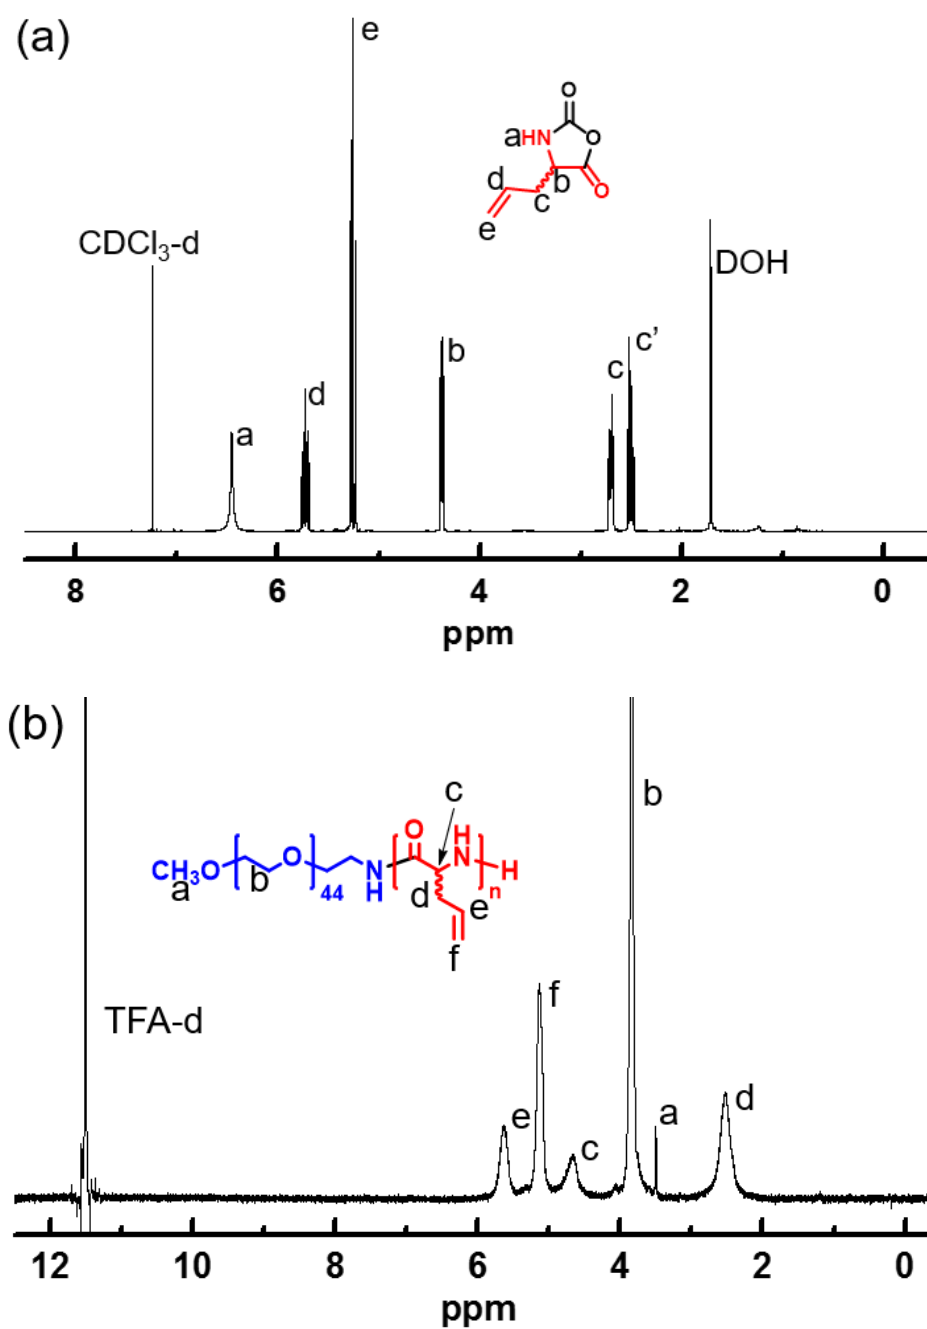 (a)
e
O
a HN
O
d
b
c
O
e
CDCl₃-d
DOH
c'
b
c
d
a
8 6 4 2 0
ppm
(b)
c
b
O H
N
CH₃O O N H
a b H
44 d e n
f
f
TFA-d
a d
e
c
12 10 8 6 4 2 0
ppm